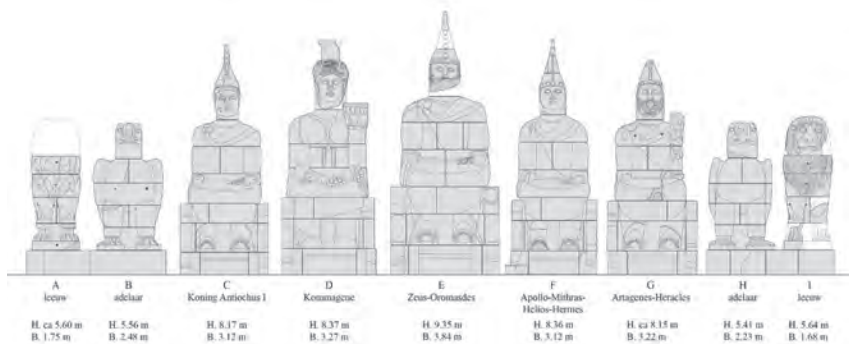 A B C D E F G H I
leeuw adelaar Koning Antiochus I Kommagene Zeus-Oromasdes Apollo-Mithras- Artagenes-Heracles adelaar leeuw
Helios-Hermes
H. ca 5.60 m H. 5.56 m H. 8.17 m H. 8.37 m H. 9.35 m H. 8.36 m H. ca 8.15 m H. 5.41 m H. 5.64 m
B. 1.75 m B. 2.48 m B. 3.12 m B. 3.27 m B. 3.84 m B. 3.12 m B. 3.22 m B. 2.23 m B. 1.68 m